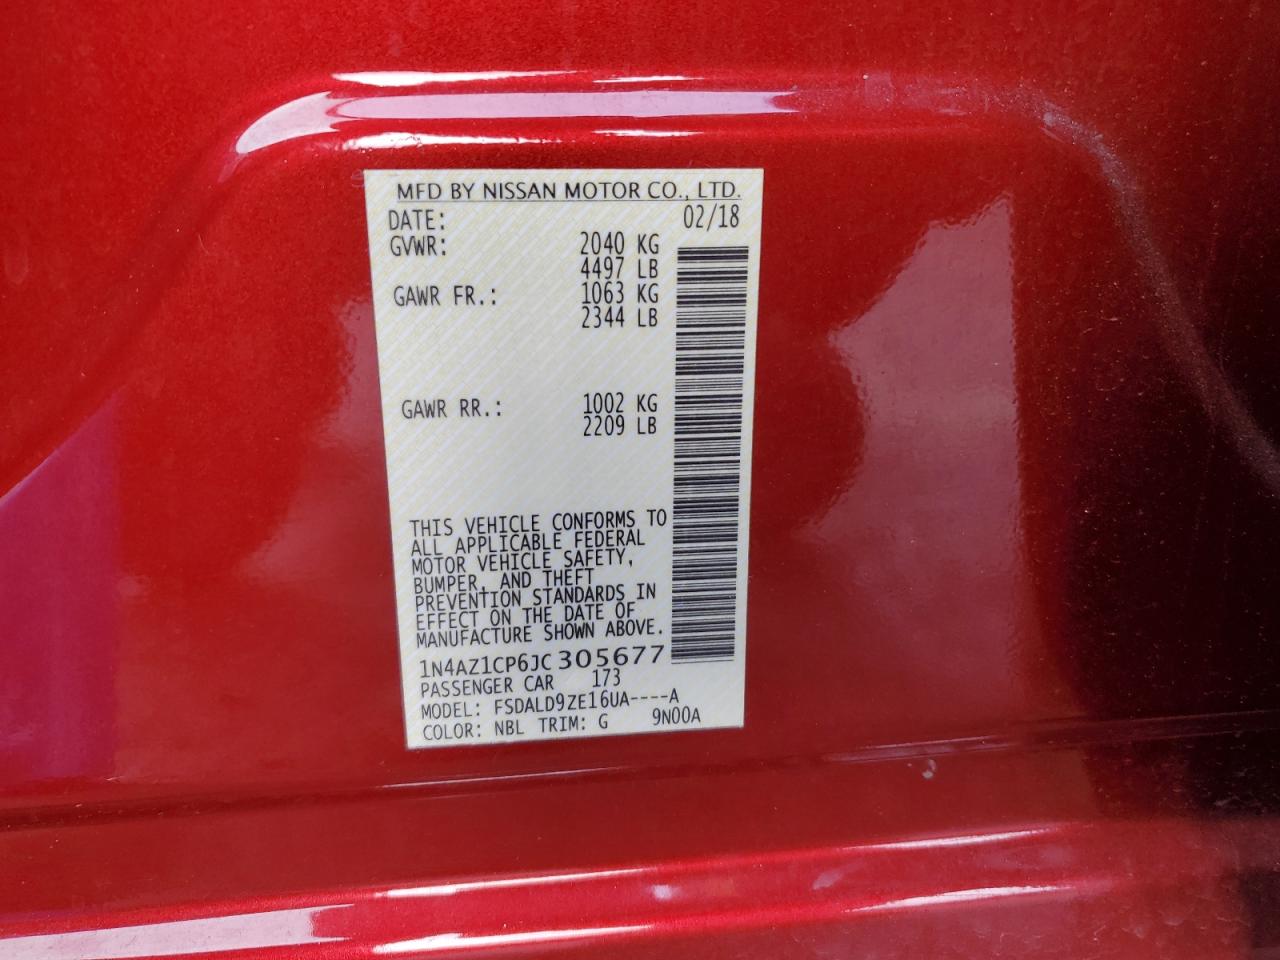 MFD BY NISSAN MOTOR CO., LTD.
DATE: 02/18
GVWR: 2040 KG
4497 LB
GAWR FR.: 1063 KG
2344 LB
GAWR RR.: 1002 KG
2209 LB
THIS VEHICLE CONFORMS TO
ALL APPLICABLE FEDERAL
MOTOR VEHICLE SAFETY,
BUMPER, AND THEFT
PREVENTION STANDARDS IN
EFFECT ON THE DATE OF
MANUFACTURE SHOWN ABOVE.
1N4AZ1CP6JC305677
PASSENGER CAR 173
MODEL: FSDALD9ZE16UA----A
COLOR: NBL TRIM: G 9N00A